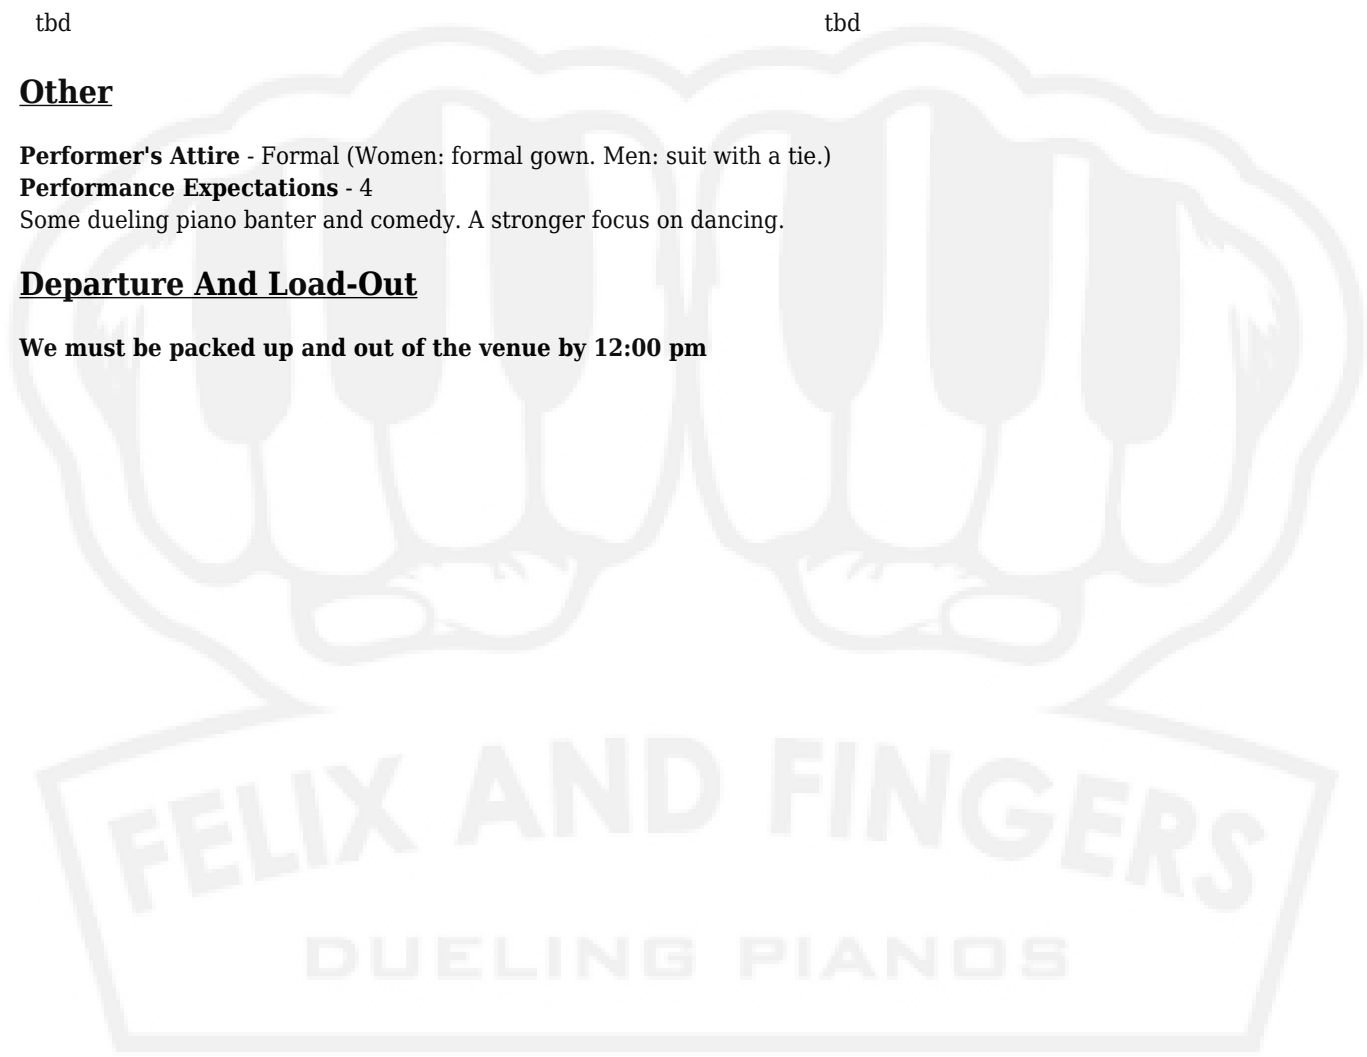 tbd tbd
Other
Performer's Attire - Formal (Women: formal gown. Men: suit with a tie.)
Performance Expectations - 4
Some dueling piano banter and comedy. A stronger focus on dancing.
Departure And Load-Out
We must be packed up and out of the venue by 12:00 pm
FELIX AND FINGERS
DUELING PIANOS